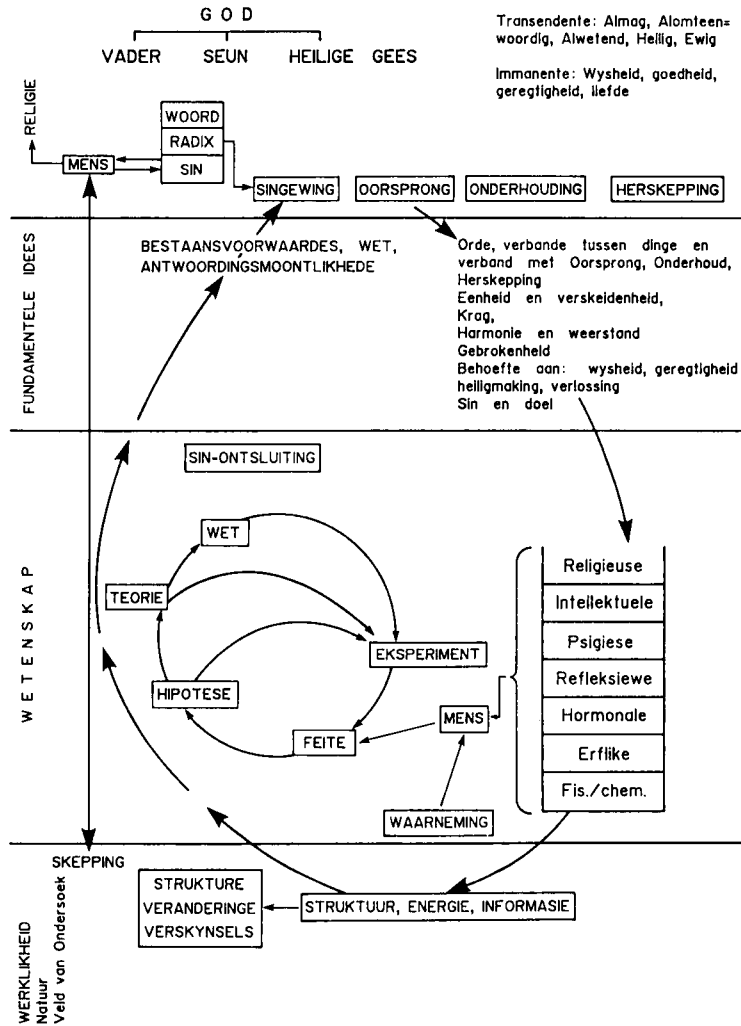 GOD
VADER SEUN HEILIGE GEES
Transendente: Almag, Alomteen=
woordig, Alwetend, Heilig, Ewig
Immanente: Wysheid, goedheid,
geregtigheid, liefde
RELIGIE
MENS
WOORD
RADIX
SIN
SINGEWING
OORSPRONG
ONDERHOUDING
HERSKEPPING
FUNDAMENTELE IDEES
BESTAANSVOORWAARDES, WET,
ANTWOORDINGSMOONTLIKHEDE
Orde, verbande tussen dinge en
verband met Oorsprong, Onderhoud,
Herskepping
Eenheid en verskeidenheid,
Krag,
Harmonie en weerstand
Gebrokenheid
Behoefte aan: wysheid, geregtigheid
heiligmaking, verlossing
Sin en doel
WETENSKAP
SIN-ONTSLUITING
WET
TEORIE
HIPOTESE
EKSPERIMENT
FEITE
MENS
WAARNEMING
Religieuse
Intellektuele
Psigiese
Refleksiewe
Hormonale
Erflike
Fis./chem.
SKEPPING
STRUKTURE
VERANDERINGE
VERSKYNSELS
STRUKTUUR, ENERGIE, INFORMASIE
WERKLIKHEID
Natuur
Veld van Ondersoek